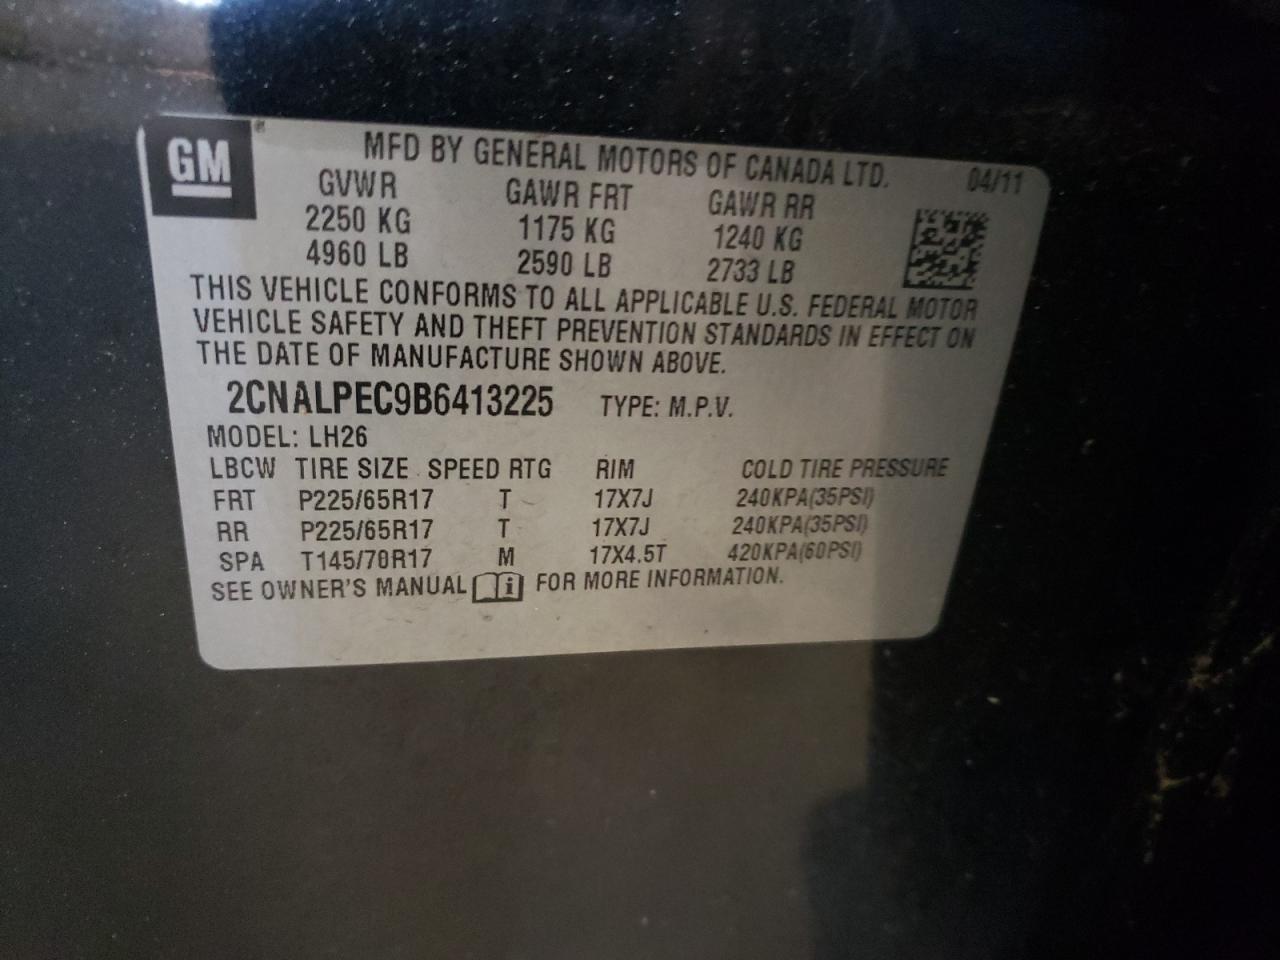 GM
MFD BY GENERAL MOTORS OF CANADA LTD. 04/11
GVWR GAWR FRT GAWR RR
2250 KG 1175 KG 1240 KG
4960 LB 2590 LB 2733 LB
THIS VEHICLE CONFORMS TO ALL APPLICABLE U.S. FEDERAL MOTOR
VEHICLE SAFETY AND THEFT PREVENTION STANDARDS IN EFFECT ON
THE DATE OF MANUFACTURE SHOWN ABOVE.
2CNALPEC9B6413225 TYPE: M.P.V.
MODEL: LH26
LBCW TIRE SIZE SPEED RTG RIM COLD TIRE PRESSURE
FRT P225/65R17 T 17X7J 240KPA(35PSI)
RR P225/65R17 T 17X7J 240KPA(35PSI)
SPA T145/70R17 M 17X4.5T 420KPA(60PSI)
SEE OWNER'S MANUAL i FOR MORE INFORMATION.